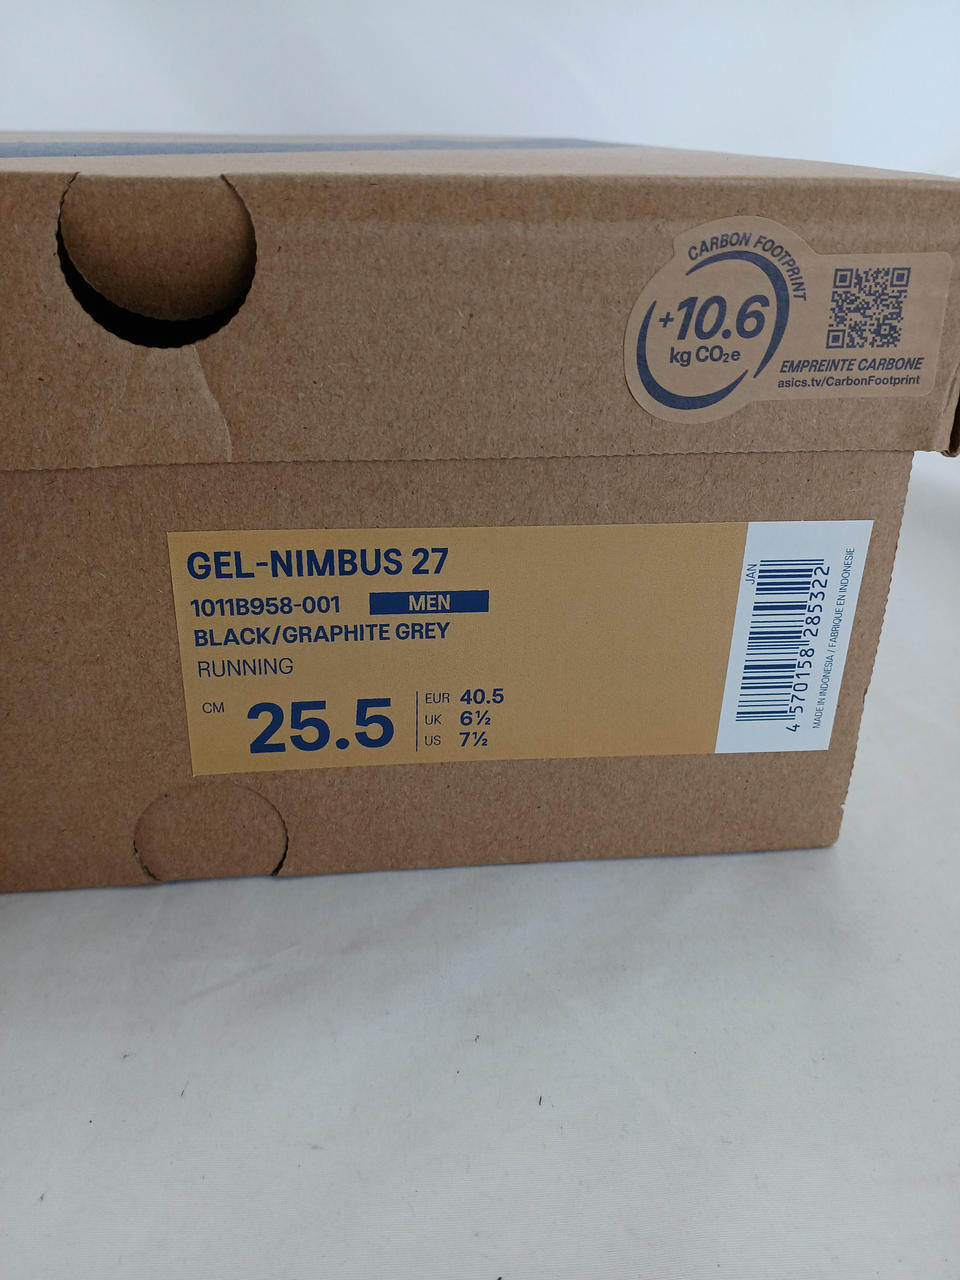 CARBON FOOTPRINT
+10.6
kg CO₂e
EMPREINTE CARBONE
asics.tv/CarbonFootprint
GEL-NIMBUS 27
1011B958-001 MEN
BLACK/GRAPHITE GREY
RUNNING
CM 25.5
EUR 40.5
UK 6½
US 7½
JAN
4 570158 285322
MADE IN INDONESIA / FABRIQUE EN INDONESIE